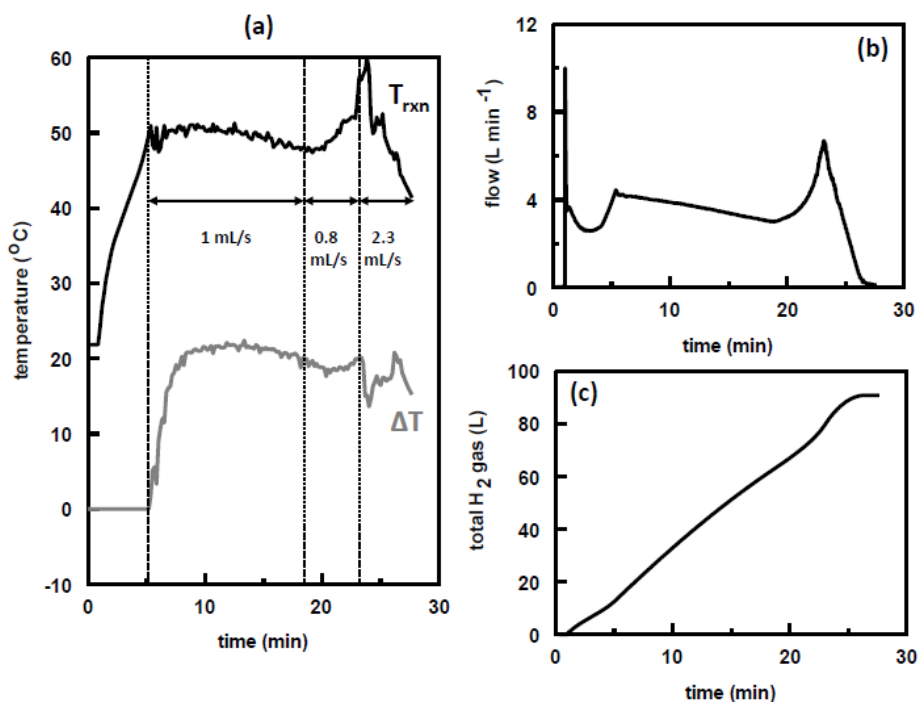 (a)
60
50
40
30
20
10
0
-10
temperature (°C)
T_rxn
1 mL/s
0.8
mL/s
2.3
mL/s
ΔT
0
10
20
30
time (min)
(b)
12
8
4
0
flow (L min⁻¹)
0
10
20
30
time (min)
(c)
100
80
60
40
20
0
total H₂ gas (L)
0
10
20
30
time (min)